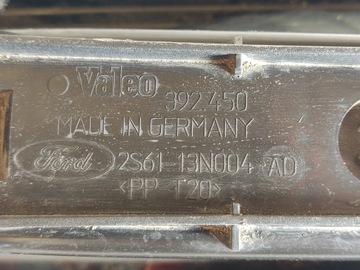 Valeo 392450
MADE IN GERMANY
Ford 2S61-13N004-AD
<PP T20>